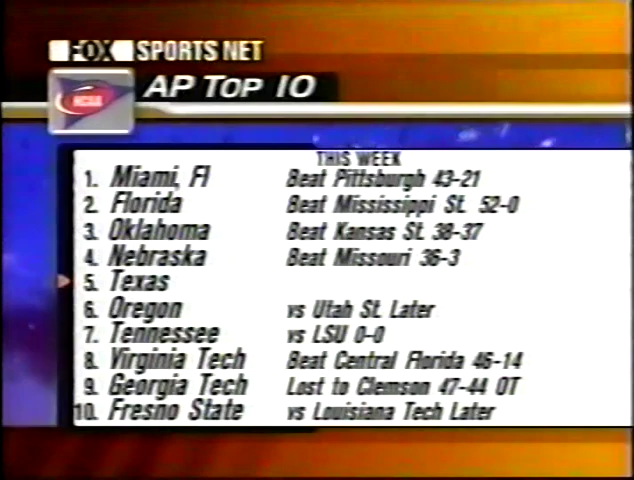 FOX SPORTS NET
NCAA
AP TOP 10
THIS WEEK
1. Miami, Fl Beat Pittsburgh 43-21
2. Florida Beat Mississippi St. 52-0
3. Oklahoma Beat Kansas St. 38-37
4. Nebraska Beat Missouri 36-3
5. Texas
6. Oregon vs Utah St. Later
7. Tennessee vs LSU 0-0
8. Virginia Tech Beat Central Florida 46-14
9. Georgia Tech Lost to Clemson 47-44 OT
10. Fresno State vs Louisiana Tech Later